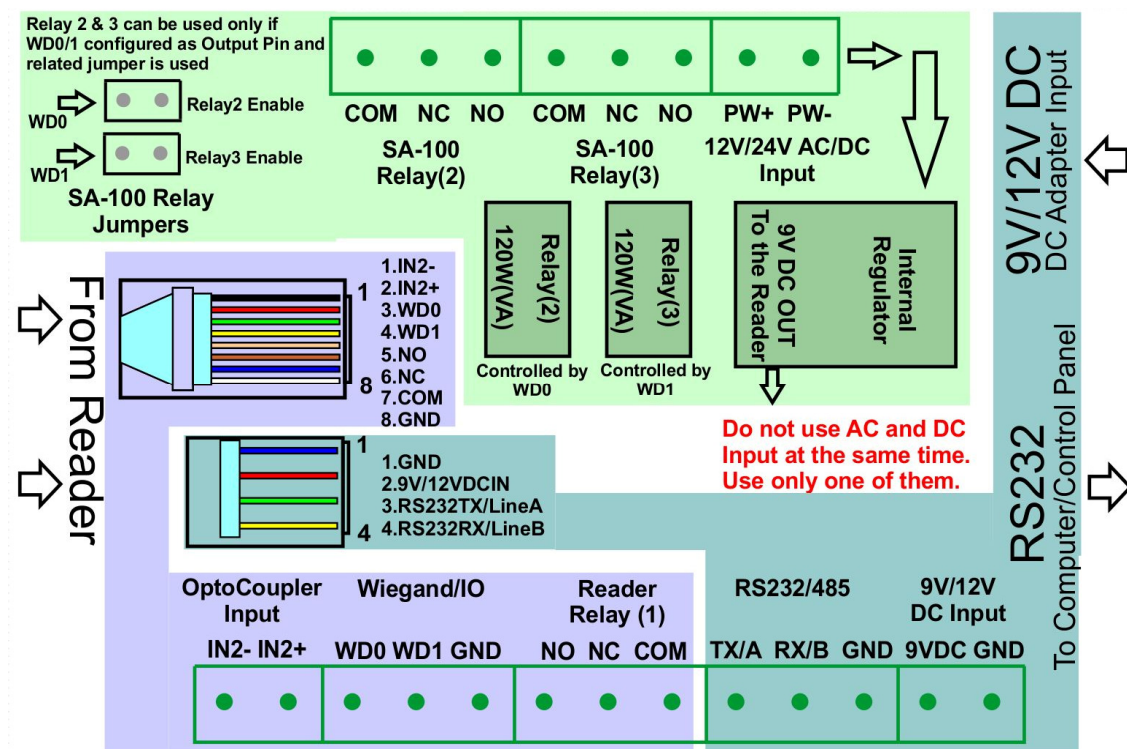 Relay 2 & 3 can be used only if
WD0/1 configured as Output Pin and
related jumper is used
WD0
Relay2 Enable
WD1
Relay3 Enable
SA-100 Relay
Jumpers
COM NC NO COM NC NO PW+ PW-
SA-100
Relay(2)
SA-100
Relay(3)
12V/24V AC/DC
Input
Relay(2)
120W(VA)
Controlled by
WD0
Relay(3)
120W(VA)
Controlled by
WD1
Internal
Regulator
9V DC OUT
To the Reader
Do not use AC and DC
Input at the same time.
Use only one of them.
9V/12V DC
DC Adapter Input
RS232
To Computer/Control Panel
From Reader
1
8
1.IN2-
2.IN2+
3.WD0
4.WD1
5.NO
6.NC
7.COM
8.GND
1
4
1.GND
2.9V/12VDCIN
3.RS232TX/LineA
4.RS232RX/LineB
OptoCoupler
Input
Wiegand/IO
Reader
Relay (1)
RS232/485
9V/12V
DC Input
IN2- IN2+ WD0 WD1 GND NO NC COM TX/A RX/B GND 9VDC GND